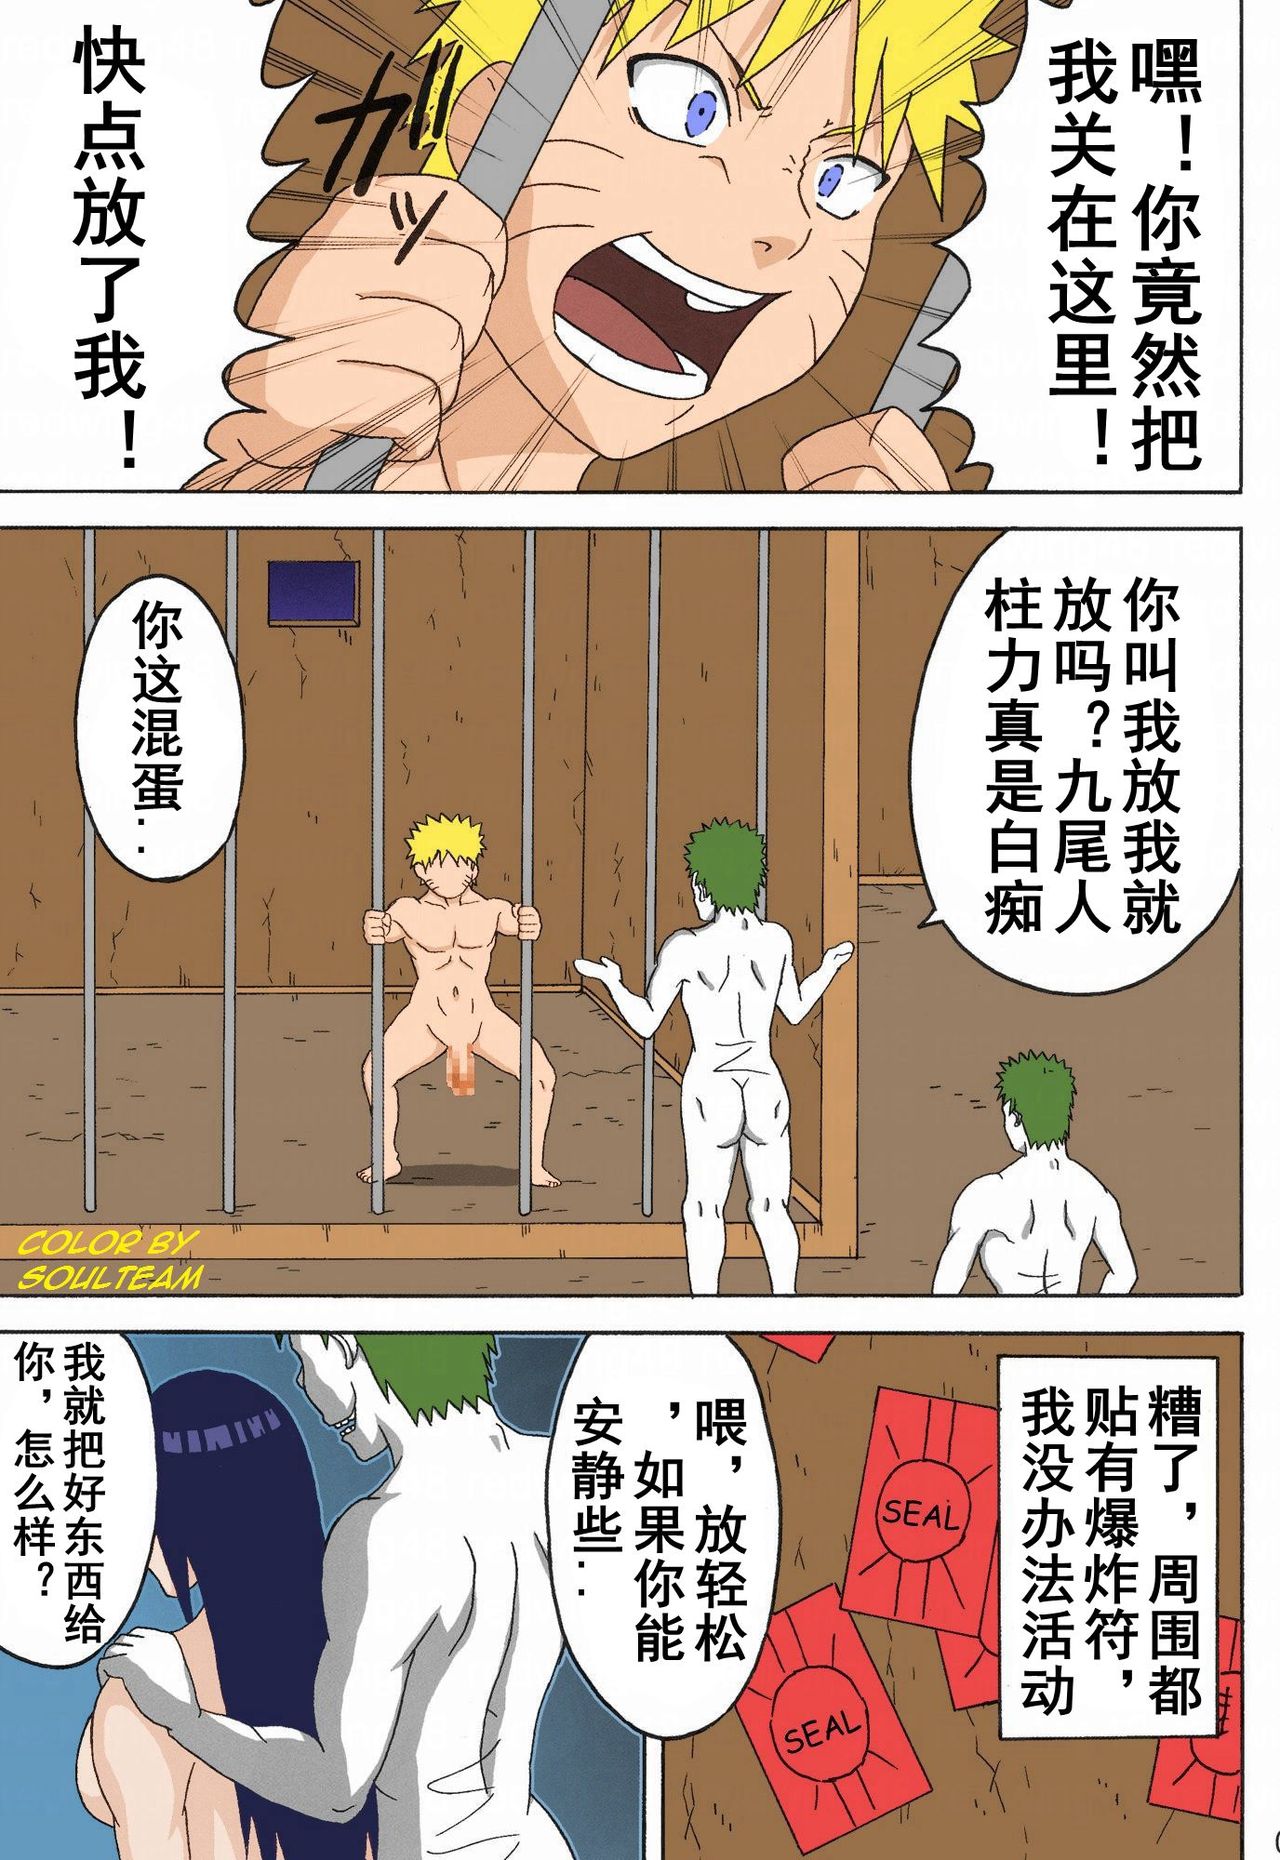 嘿！你竟然把
我关在这里！
快点放了我！
ガッ
你叫我放我就
放吗？九尾人
柱力真是白痴
你这混蛋..
COLOR BY
SOULTEAM
糟了，周围都
贴有爆炸符，
我没办法活动
SEAL
SEAL
喂，放轻松
，如果你能
安静些..
我就把好东西给
你，怎么样？